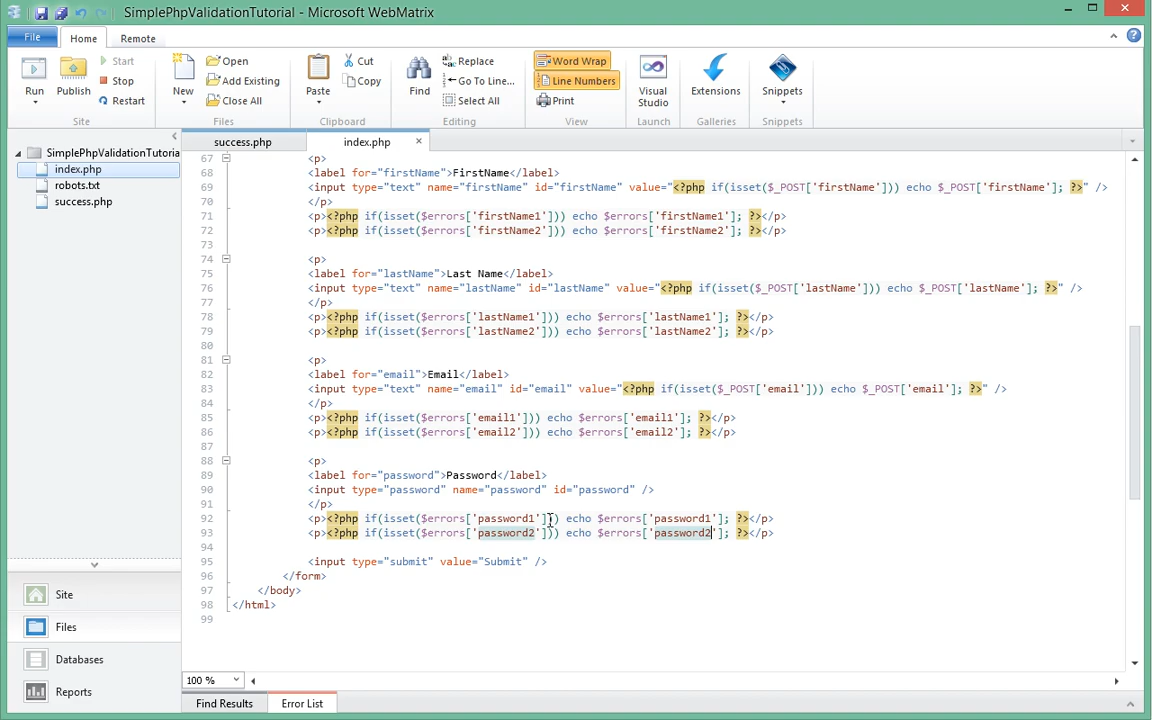 SimplePhpValidationTutorial - Microsoft WebMatrix
File Home Remote
Start
Stop
Restart
Run
Publish
Site
New
Open
Add Existing
Close All
Files
Paste
Cut
Copy
Clipboard
Find
Replace
Go To Line...
Select All
Editing
Word Wrap
Line Numbers
Print
View
Visual Studio
Launch
Extensions
Galleries
Snippets
Snippets
success.php index.php
SimplePhpValidationTutoria
index.php
robots.txt
success.php
67 <p>
68 <label for="firstName">FirstName</label>
69 <input type="text" name="firstName" id="firstName" value="<?php if(isset($_POST['firstName'])) echo $_POST['firstName']; ?>" />
70 </p>
71 <p><?php if(isset($errors['firstName1'])) echo $errors['firstName1']; ?></p>
72 <p><?php if(isset($errors['firstName2'])) echo $errors['firstName2']; ?></p>
73
74 <p>
75 <label for="lastName">Last Name</label>
76 <input type="text" name="lastName" id="lastName" value="<?php if(isset($_POST['lastName'])) echo $_POST['lastName']; ?>" />
77 </p>
78 <p><?php if(isset($errors['lastName1'])) echo $errors['lastName1']; ?></p>
79 <p><?php if(isset($errors['lastName2'])) echo $errors['lastName2']; ?></p>
80
81 <p>
82 <label for="email">Email</label>
83 <input type="text" name="email" id="email" value="<?php if(isset($_POST['email'])) echo $_POST['email']; ?>" />
84 </p>
85 <p><?php if(isset($errors['email1'])) echo $errors['email1']; ?></p>
86 <p><?php if(isset($errors['email2'])) echo $errors['email2']; ?></p>
87
88 <p>
89 <label for="password">Password</label>
90 <input type="password" name="password" id="password" />
91 </p>
92 <p><?php if(isset($errors['password1'])) echo $errors['password1']; ?></p>
93 <p><?php if(isset($errors['password2'])) echo $errors['password2']; ?></p>
94
95 <input type="submit" value="Submit" />
96 </form>
97 </body>
98 </html>
99
Site
Files
Databases
Reports
100 %
Find Results Error List